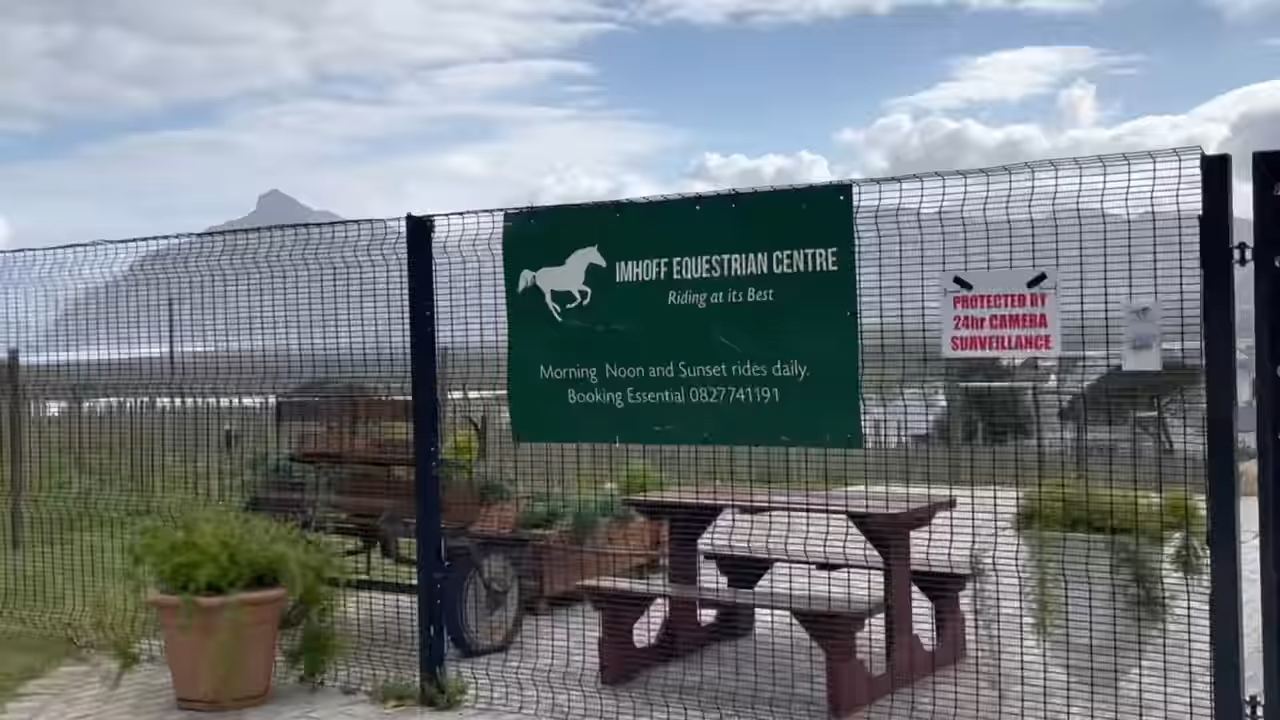 IMHOFF EQUESTRIAN CENTRE
Riding at its Best
Morning Noon and Sunset rides daily.
Booking Essential 0827741191
PROTECTED BY
24hr CAMERA
SURVEILLANCE